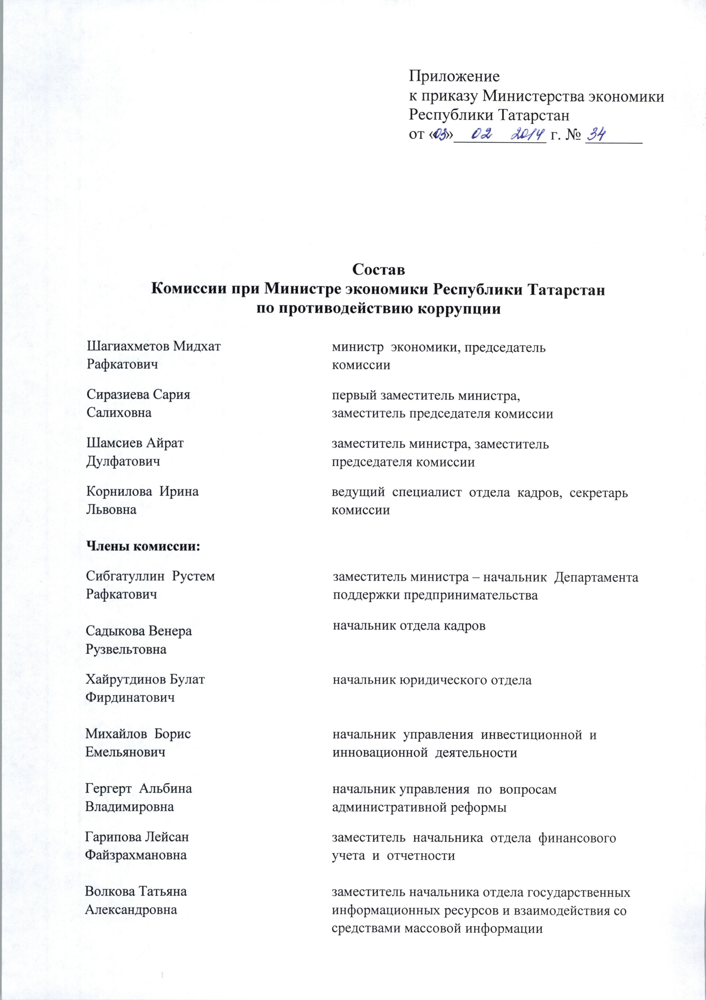 Приложение
к приказу Министерства экономики
Республики Татарстан
от «03» 02 2014 г. № 34
Состав
Комиссии при Министре экономики Республики Татарстан
по противодействию коррупции
Шагиахметов Мидхат
Рафкатович
министр экономики, председатель
комиссии
Сиразиева Сария
Салиховна
первый заместитель министра,
заместитель председателя комиссии
Шамсиев Айрат
Дулфатович
заместитель министра, заместитель
председателя комиссии
Корнилова Ирина
Львовна
ведущий специалист отдела кадров, секретарь
комиссии
Члены комиссии:
Сибгатуллин Рустем
Рафкатович
заместитель министра – начальник Департамента
поддержки предпринимательства
Садыкова Венера
Рузвельтовна
начальник отдела кадров
Хайрутдинов Булат
Фирдинатович
начальник юридического отдела
Михайлов Борис
Емельянович
начальник управления инвестиционной и
инновационной деятельности
Гергерт Альбина
Владимировна
начальник управления по вопросам
административной реформы
Гарипова Лейсан
Файзрахмановна
заместитель начальника отдела финансового
учета и отчетности
Волкова Татьяна
Александровна
заместитель начальника отдела государственных
информационных ресурсов и взаимодействия со
средствами массовой информации